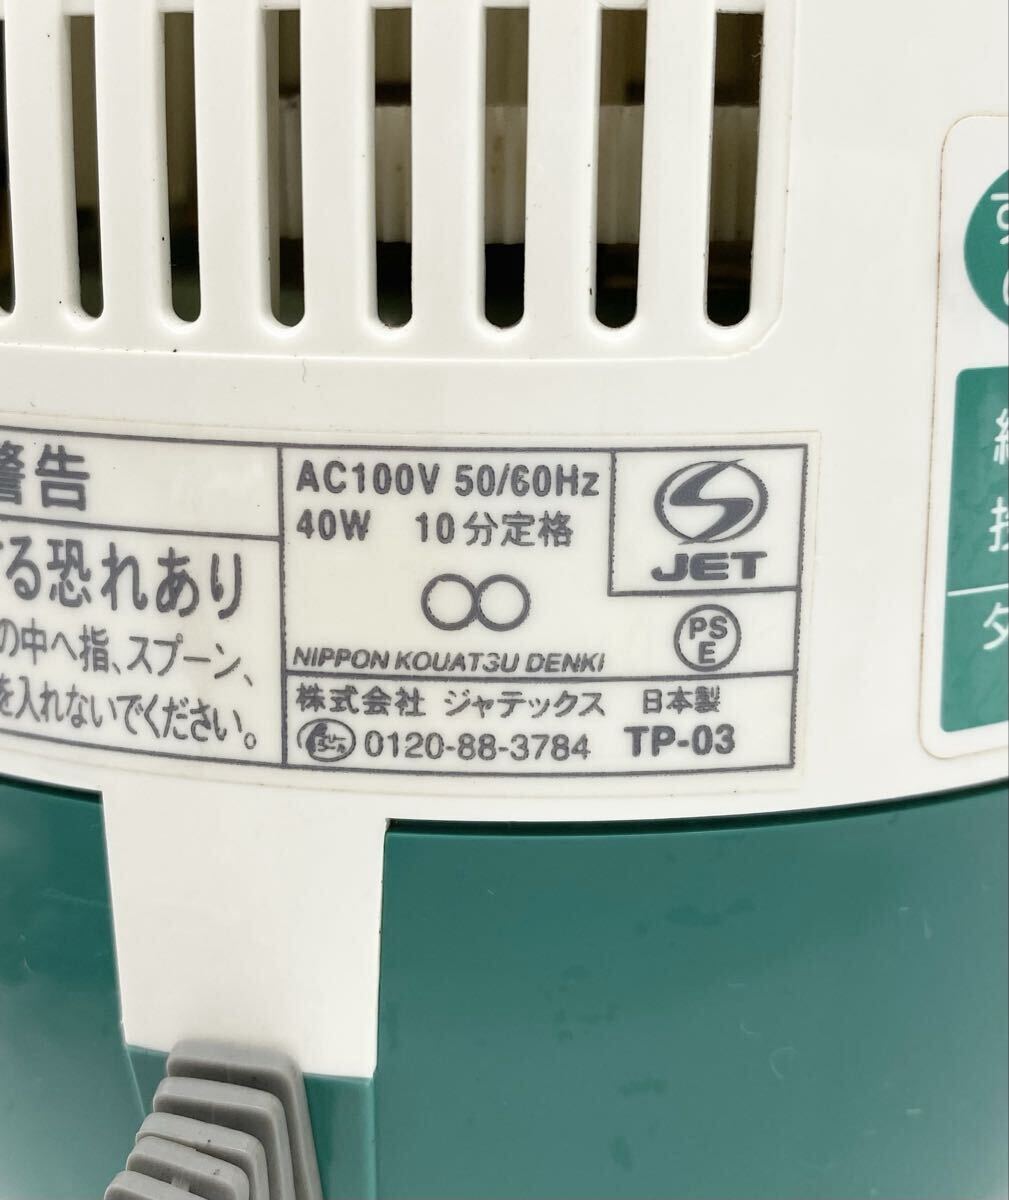 警告
する恐れあり
の中へ指、スプーン、
を入れないでください。
AC100V 50/60Hz
40W 10分定格
NIPPON KOUATSU DENKI
S
JET
PS
E
株式会社 ジャテックス 日本製
0120-88-3784 TP-03